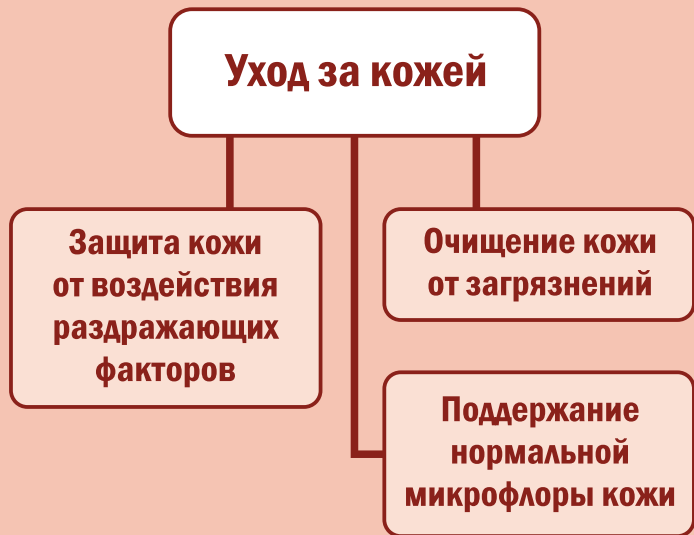 Уход за кожей
Защита кожи
от воздействия
раздражающих
факторов
Очищение кожи
от загрязнений
Поддержание
нормальной
микрофлоры кожи